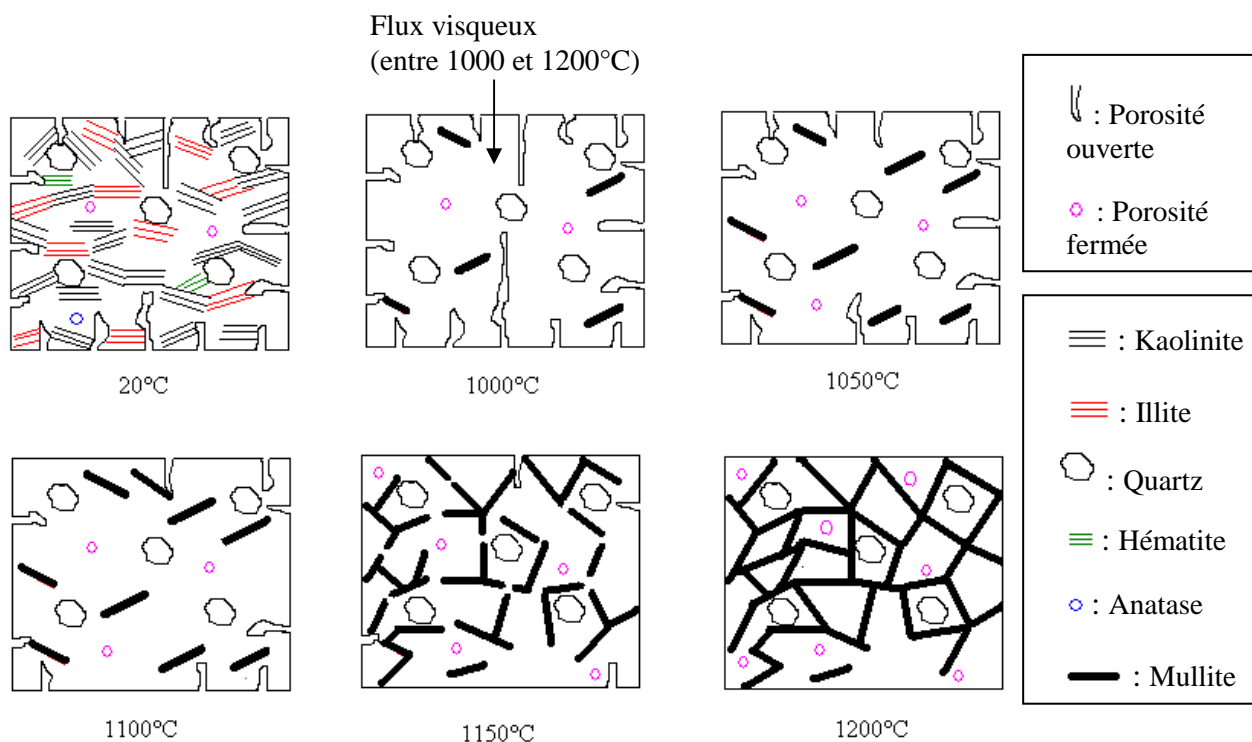 Flux visqueux
(entre 1000 et 1200°C)
20°C
1000°C
1050°C
1100°C
1150°C
1200°C
: Porosité
ouverte
: Porosité
fermée
: Kaolinite
: Illite
: Quartz
: Hématite
: Anatase
: Mullite